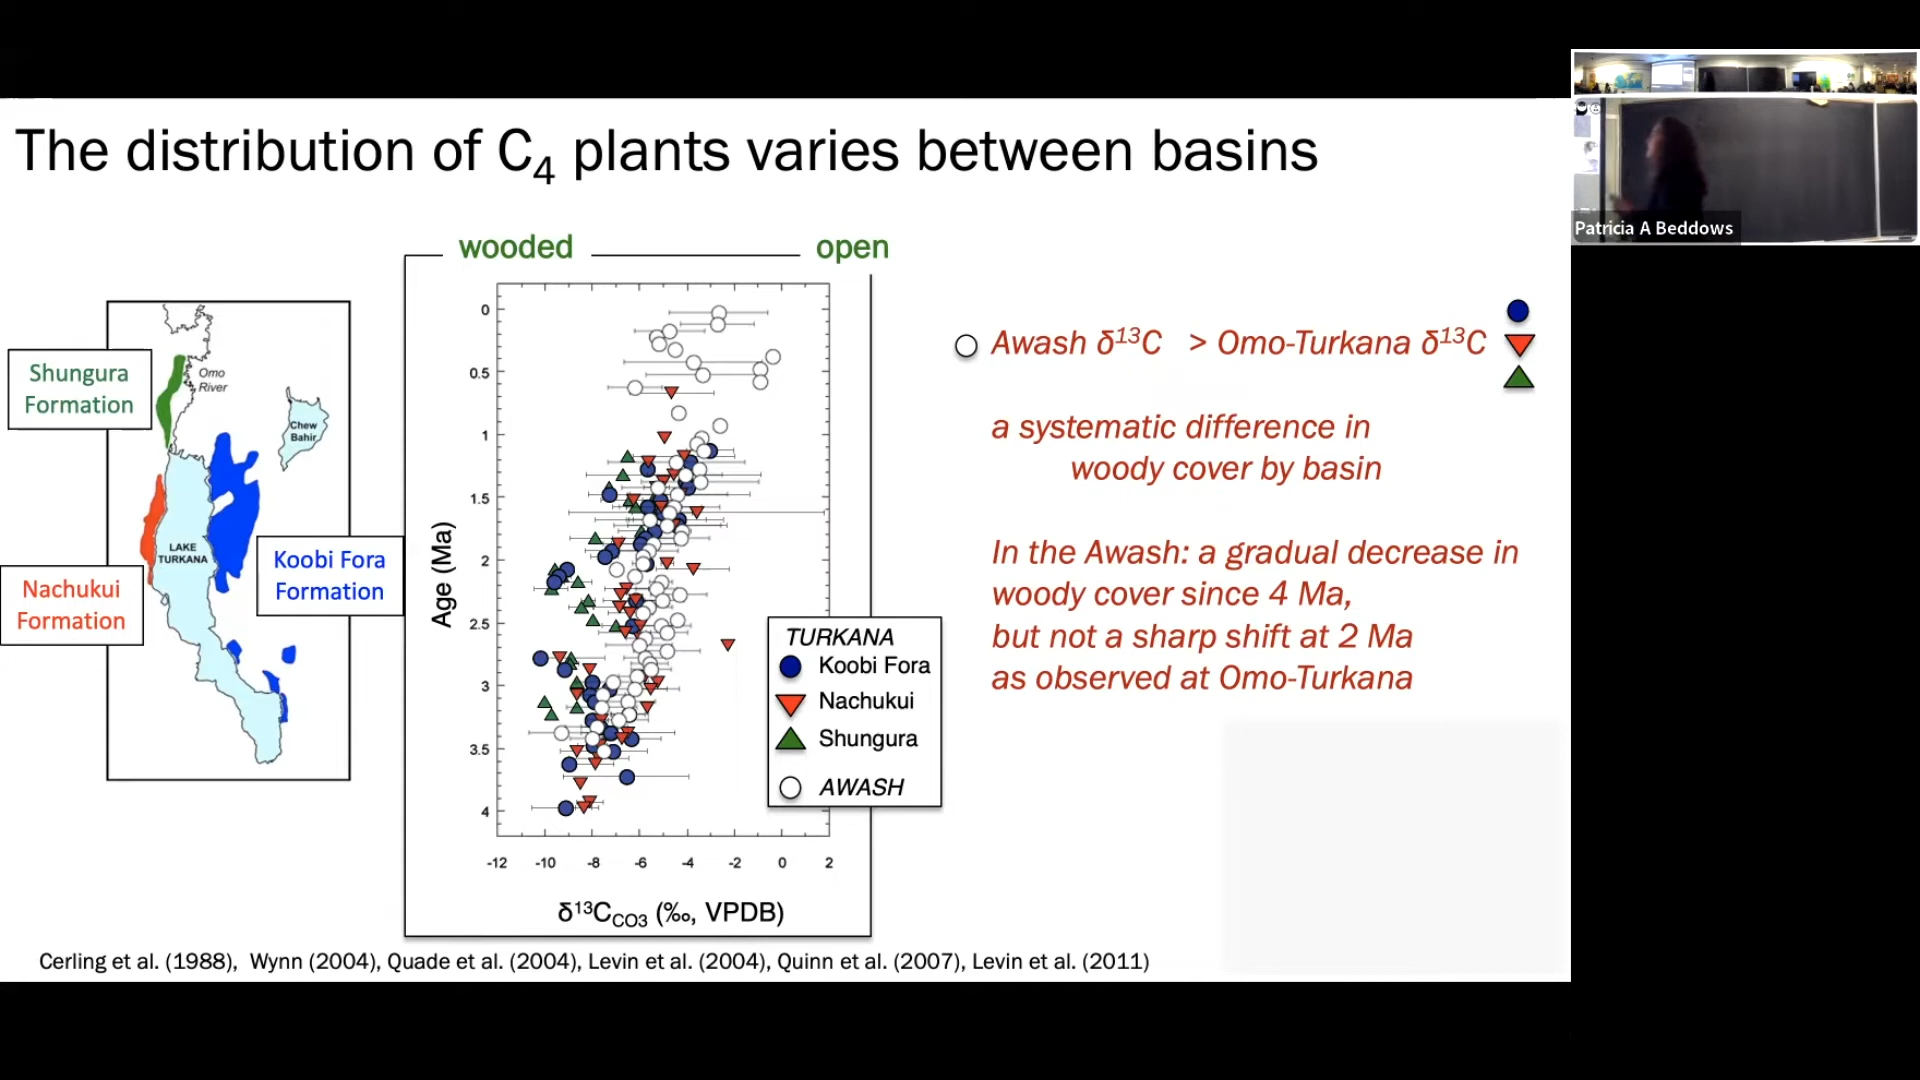 The distribution of C4 plants varies between basins
Patricia A Beddows
wooded
open
Shungura
Formation
Omo
River
Chew
Bahir
LAKE
TURKANA
Koobi Fora
Formation
Nachukui
Formation
Age (Ma)
0
0.5
1
1.5
2
2.5
3
3.5
4
-12 -10 -8 -6 -4 -2 0 2
δ¹³C_CO3 (‰, VPDB)
TURKANA
Koobi Fora
Nachukui
Shungura
AWASH
Awash δ¹³C > Omo-Turkana δ¹³C
a systematic difference in
woody cover by basin
In the Awash: a gradual decrease in
woody cover since 4 Ma,
but not a sharp shift at 2 Ma
as observed at Omo-Turkana
Cerling et al. (1988), Wynn (2004), Quade et al. (2004), Levin et al. (2004), Quinn et al. (2007), Levin et al. (2011)